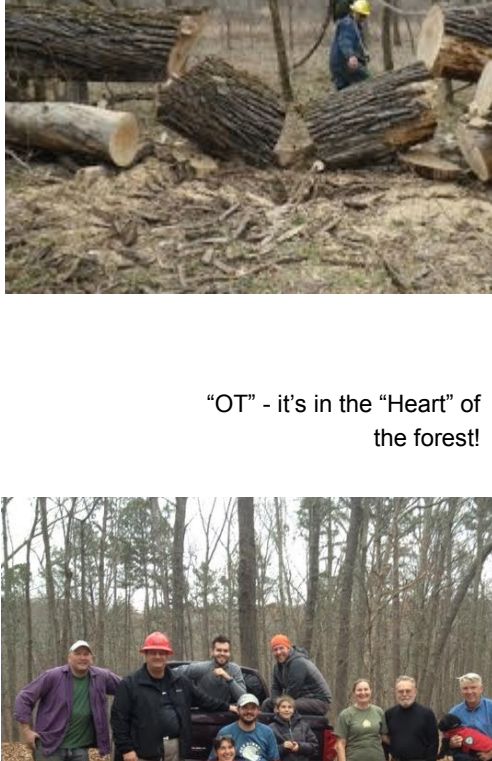 “OT” - it’s in the “Heart” of
the forest!